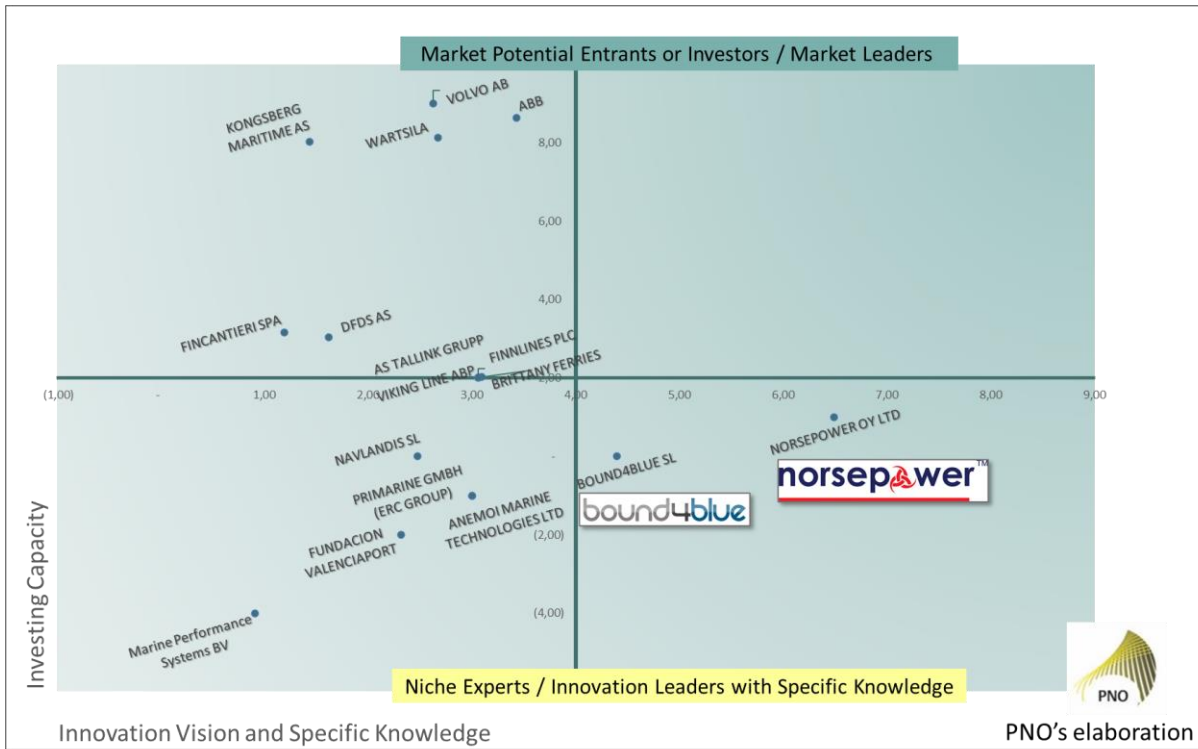 Market Potential Entrants or Investors / Market Leaders
VOLVO AB
ABB
KONGSBERG
MARITIME AS
WARTSILA
8,00
6,00
4,00
FINCANTIERI SPA
DFDS AS
AS TALLINK GRUPP
FINNLINES PLC
VIKING LINE ABP
BRITTANY FERRIES
2,00
(1,00)
-
1,00
2,00
3,00
4,00
5,00
6,00
7,00
8,00
9,00
NORSEPOWER OY LTD
NAVLANDIS SL
-
BOUND4BLUE SL
norsepower™
PRIMARINE GMBH
(ERC GROUP)
bound4blue
ANEMOI MARINE
TECHNOLOGIES LTD
(2,00)
FUNDACION
VALENCIAPORT
(4,00)
Marine Performance
Systems BV
Investing Capacity
Niche Experts / Innovation Leaders with Specific Knowledge
PNO
Innovation Vision and Specific Knowledge
PNO's elaboration